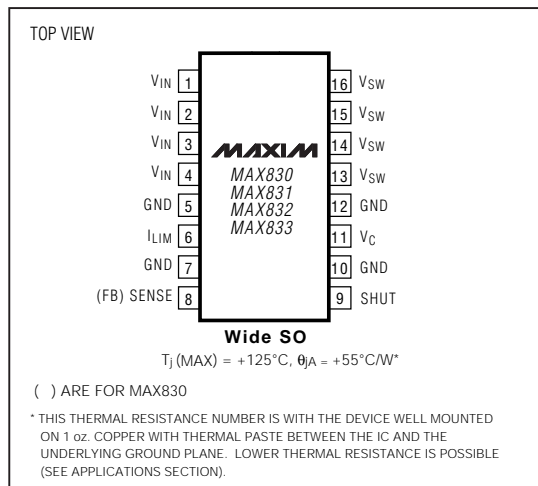 TOP VIEW
VIN 1
VIN 2
VIN 3
VIN 4
GND 5
ILIM 6
GND 7
(FB) SENSE 8
MAXIM
MAX830
MAX831
MAX832
MAX833
16 VSW
15 VSW
14 VSW
13 VSW
12 GND
11 VC
10 GND
9 SHUT
Wide SO
Tj (MAX) = +125°C, θjA = +55°C/W*
( ) ARE FOR MAX830
* THIS THERMAL RESISTANCE NUMBER IS WITH THE DEVICE WELL MOUNTED
ON 1 oz. COPPER WITH THERMAL PASTE BETWEEN THE IC AND THE
UNDERLYING GROUND PLANE. LOWER THERMAL RESISTANCE IS POSSIBLE
(SEE APPLICATIONS SECTION).